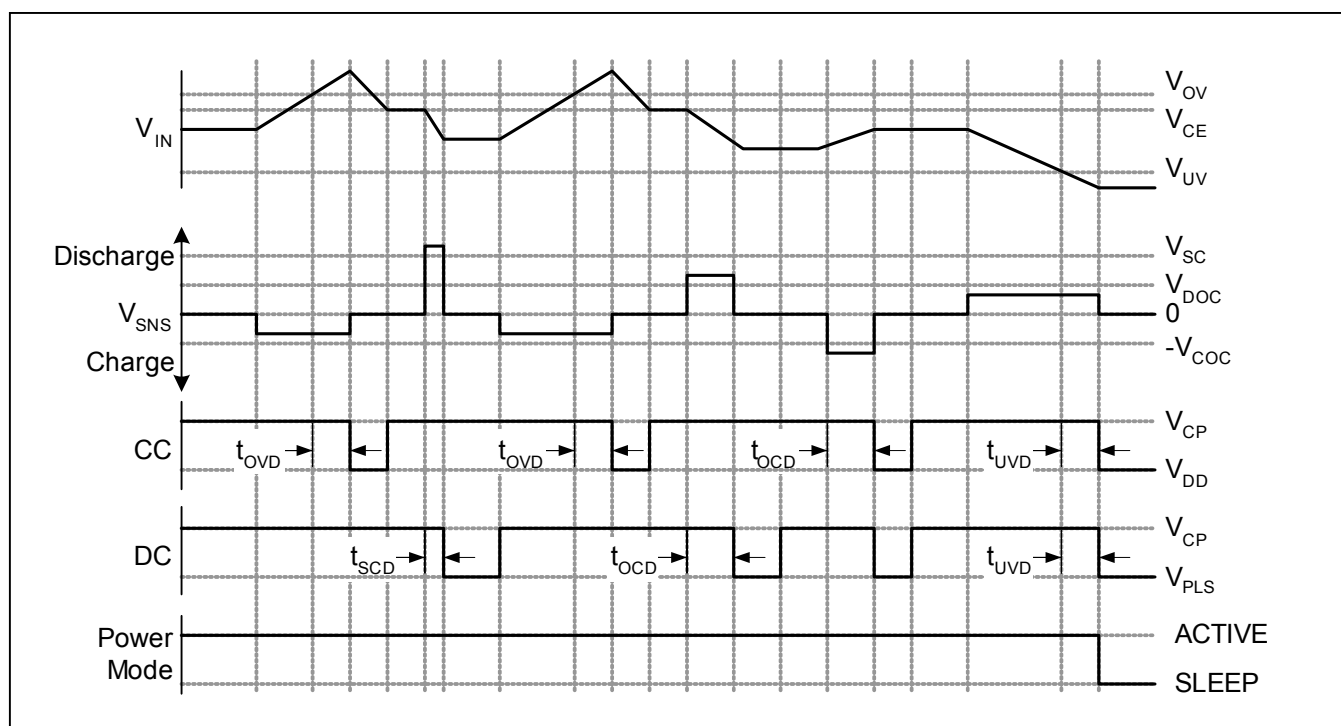 V_IN
V_OV
V_CE
V_UV
Discharge
V_SNS
Charge
V_SC
V_DOC
0
-V_COC
CC
t_OVD
t_OVD
t_OCD
t_UVD
V_CP
V_DD
DC
t_SCD
t_OCD
t_UVD
V_CP
V_PLS
Power
Mode
ACTIVE
SLEEP